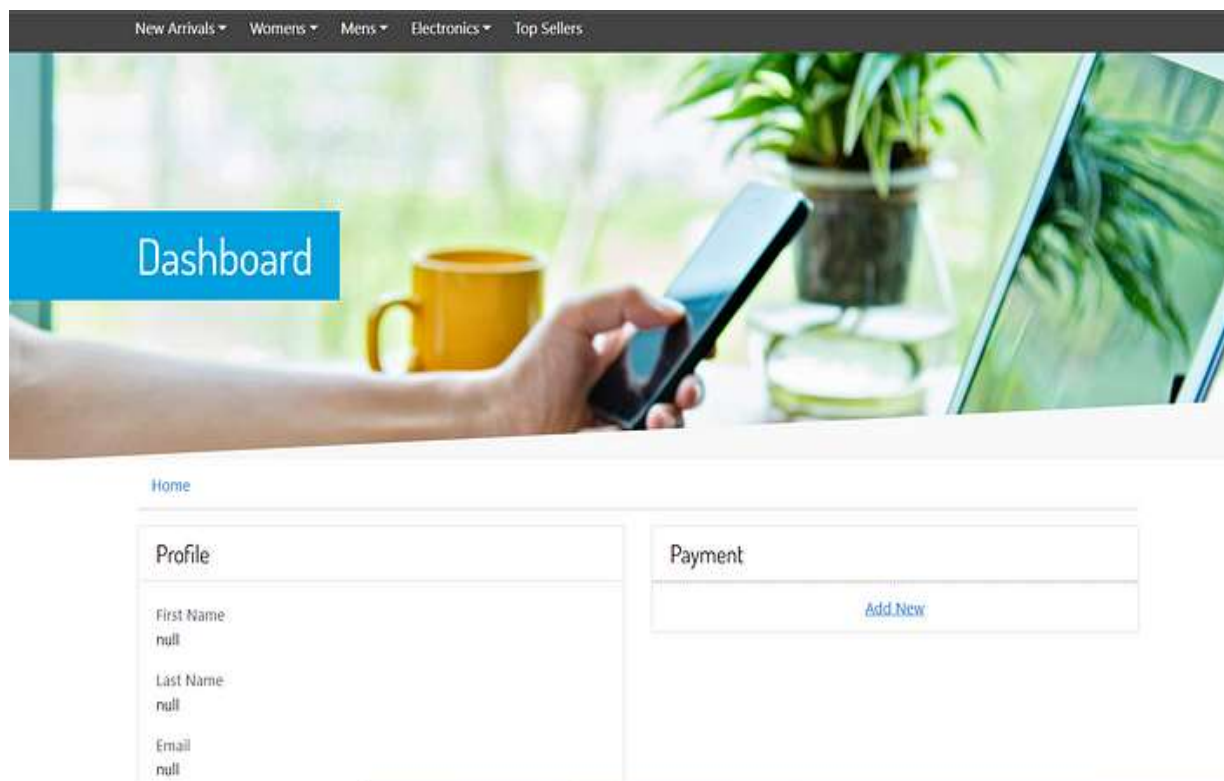 New Arrivals Womens Mens Electronics Top Sellers
Dashboard
Home
Profile
First Name
null
Last Name
null
Email
null
Payment
Add New